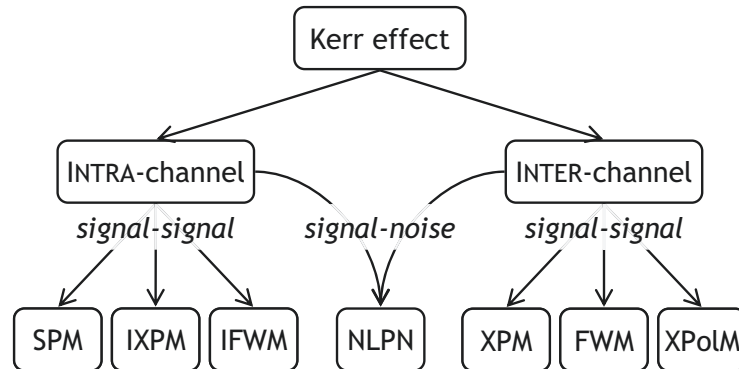 Kerr effect
INTRA-channel
INTER-channel
signal-signal
signal-noise
signal-signal
SPM
IXPM
IFWM
NLPN
XPM
FWM
XPolM